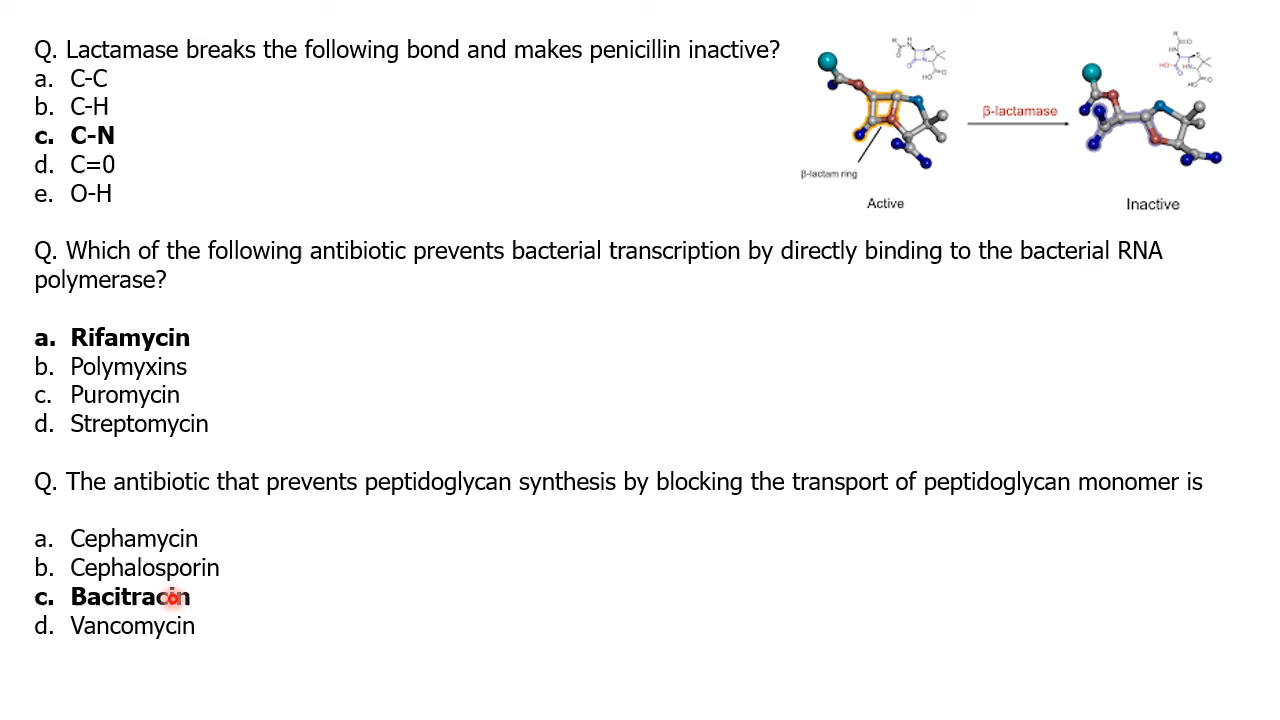 Q. Lactamase breaks the following bond and makes penicillin inactive?
a. C-C
b. C-H
c. C-N
d. C=0
e. O-H
β-lactamase
β-lactam ring
Active
Inactive
Q. Which of the following antibiotic prevents bacterial transcription by directly binding to the bacterial RNA
polymerase?
a. Rifamycin
b. Polymyxins
c. Puromycin
d. Streptomycin
Q. The antibiotic that prevents peptidoglycan synthesis by blocking the transport of peptidoglycan monomer is
a. Cephamycin
b. Cephalosporin
c. Bacitracin
d. Vancomycin